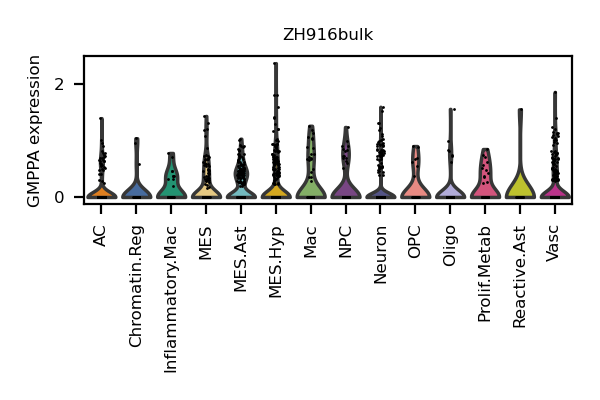 ZH916bulk
GMPPA expression
2
0
AC
Chromatin.Reg
Inflammatory.Mac
MES
MES.Ast
MES.Hyp
Mac
NPC
Neuron
OPC
Oligo
Prolif.Metab
Reactive.Ast
Vasc